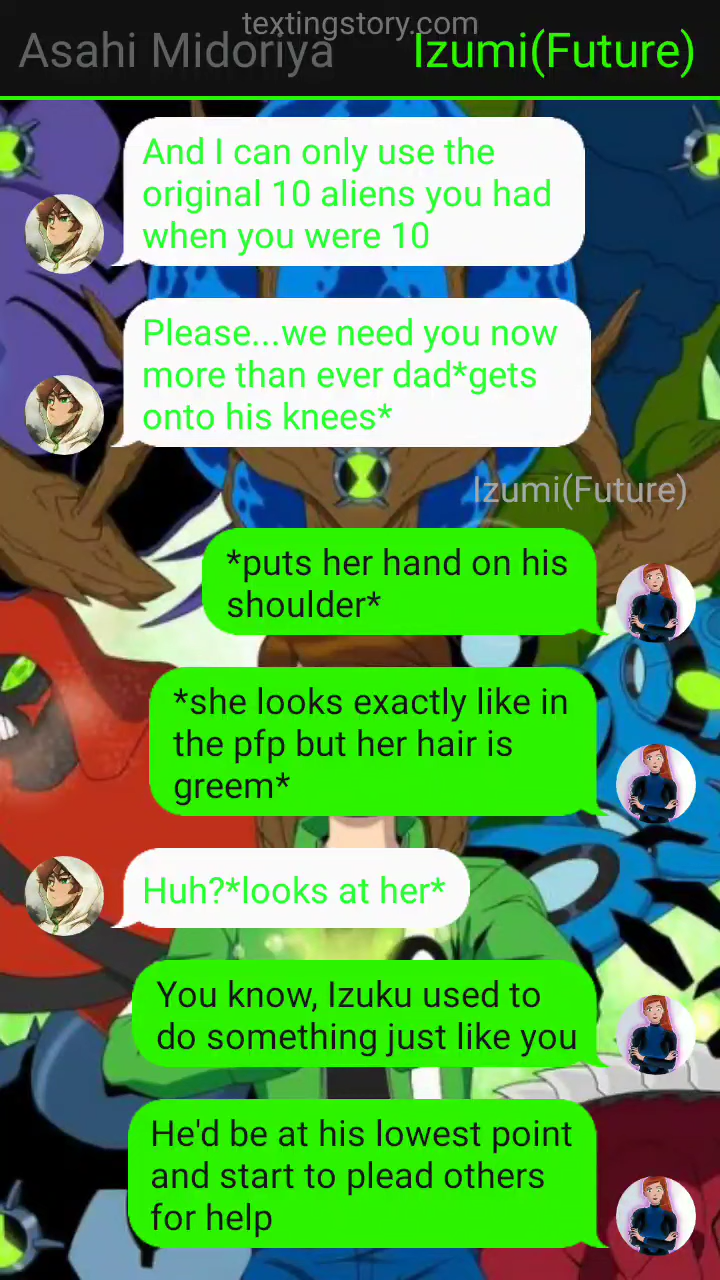 textingstory.com
Asahi Midoriya
Izumi(Future)
And I can only use the
original 10 aliens you had
when you were 10
Please...we need you now
more than ever dad*gets
onto his knees*
Izumi(Future)
*puts her hand on his
shoulder*
*she looks exactly like in
the pfp but her hair is
greem*
Huh?*looks at her*
You know, Izuku used to
do something just like you
He'd be at his lowest point
and start to plead others
for help